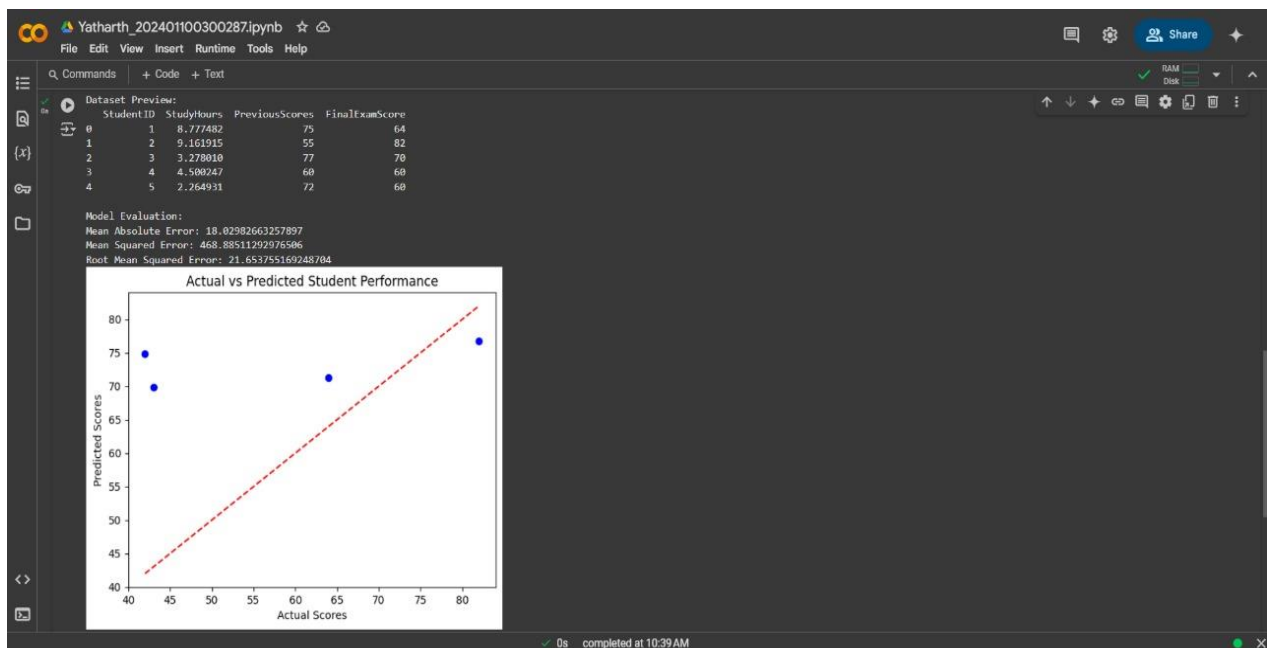 Yatharth_202401100300287.ipynb
File Edit View Insert Runtime Tools Help
Share
Commands + Code + Text
RAM
Disk
{x}
0s
Dataset Preview:
StudentID StudyHours PreviousScores FinalExamScore
0 1 8.777482 75 64
1 2 9.161915 55 82
2 3 3.278010 77 70
3 4 4.500247 60 60
4 5 2.264931 72 60
Model Evaluation:
Mean Absolute Error: 18.02982663257897
Mean Squared Error: 468.88511292976506
Root Mean Squared Error: 21.653755169248704
Actual vs Predicted Student Performance
80
75
70
65
60
55
50
45
40
Predicted Scores
40 45 50 55 60 65 70 75 80
Actual Scores
0s completed at 10:39 AM